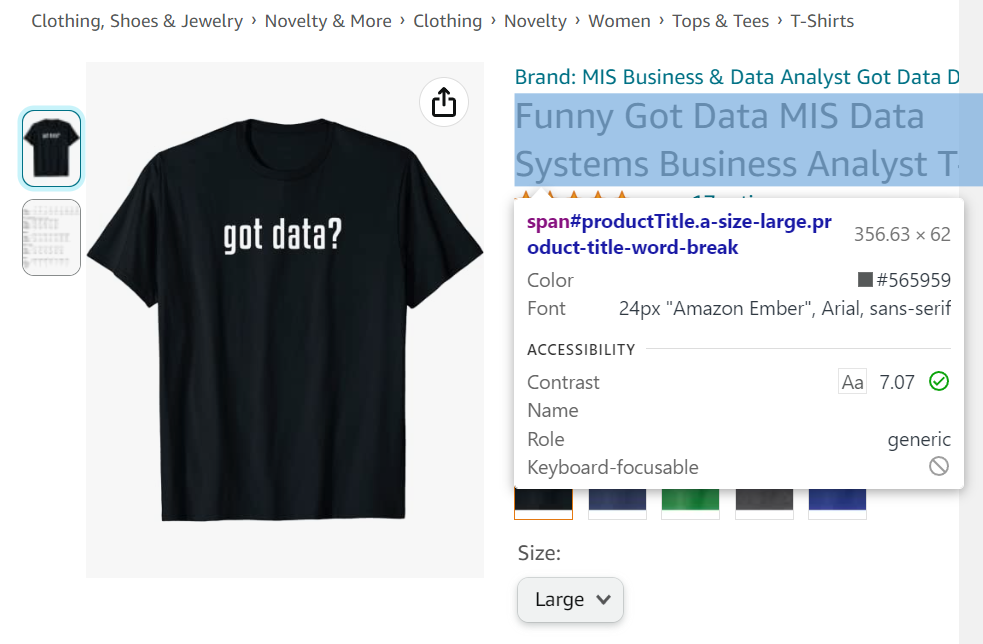 Clothing, Shoes & Jewelry › Novelty & More › Clothing › Novelty › Women › Tops & Tees › T-Shirts
Brand: MIS Business & Data Analyst Got Data D
Funny Got Data MIS Data
Systems Business Analyst T-
got data?
span#productTitle.a-size-large.pr
oduct-title-word-break
356.63 × 62
Color
#565959
Font
24px "Amazon Ember", Arial, sans-serif
ACCESSIBILITY
Contrast
Aa 7.07
Name
Role
generic
Keyboard-focusable
Size:
Large